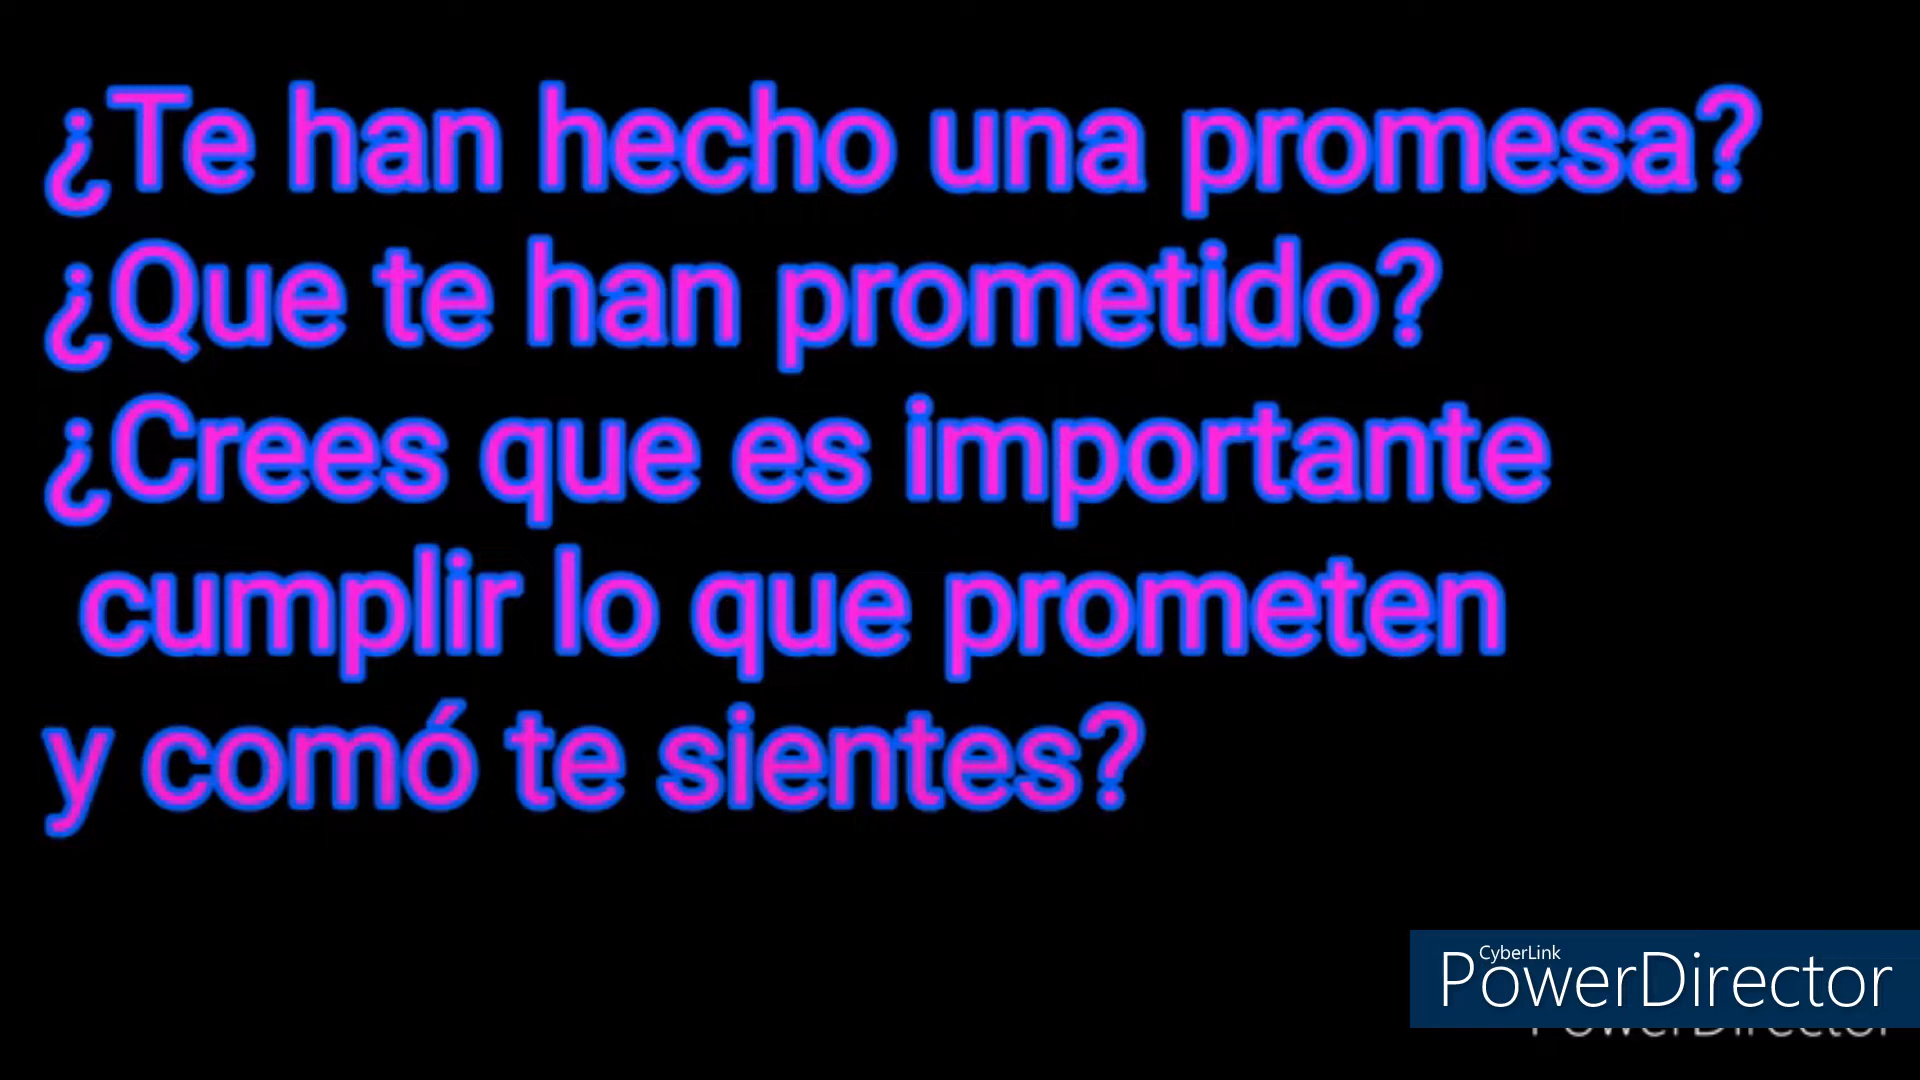 ¿Te han hecho una promesa?
¿Que te han prometido?
¿Crees que es importante
cumplir lo que prometen
y comó te sientes?
CyberLink
PowerDirector
PowerDirector